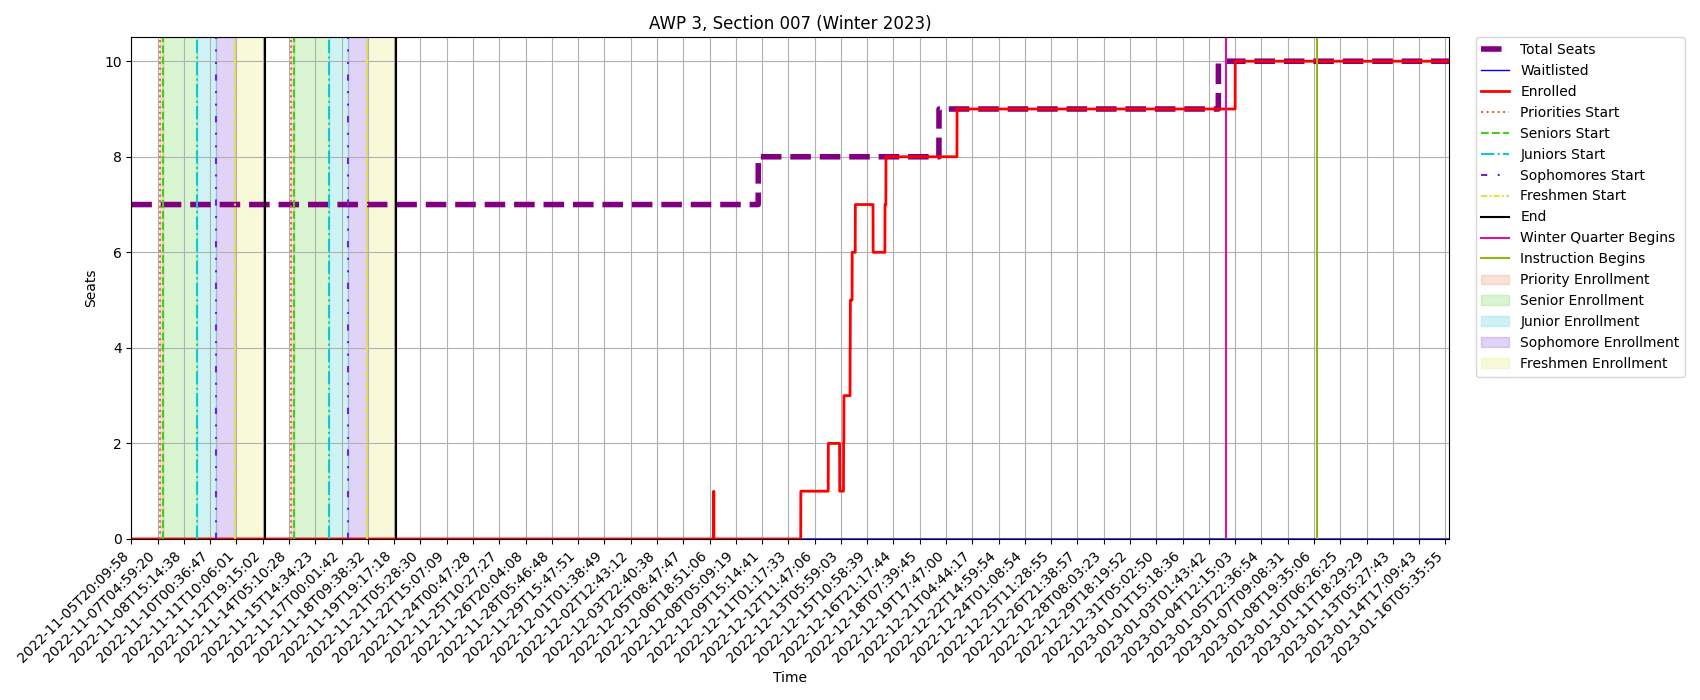 AWP 3, Section 007 (Winter 2023)
10
8
6
4
2
0
Seats
2022-11-05T20:09:58
2022-11-07T04:59:20
2022-11-08T15:14:38
2022-11-10T00:36:47
2022-11-11T10:06:01
2022-11-12T19:15:02
2022-11-14T05:10:28
2022-11-15T14:34:23
2022-11-17T00:01:42
2022-11-18T09:38:32
2022-11-19T19:17:18
2022-11-21T05:28:30
2022-11-22T15:07:09
2022-11-24T00:47:28
2022-11-25T10:27:27
2022-11-26T20:04:08
2022-11-28T05:46:48
2022-11-29T15:47:51
2022-12-01T01:38:49
2022-12-02T12:43:12
2022-12-03T22:40:38
2022-12-05T08:47:47
2022-12-06T18:51:06
2022-12-08T05:09:19
2022-12-09T15:14:41
2022-12-11T01:17:33
2022-12-12T11:47:06
2022-12-13T15:59:03
2022-12-15T10:58:39
2022-12-16T21:17:44
2022-12-18T07:39:45
2022-12-19T17:47:00
2022-12-21T04:44:17
2022-12-22T14:59:54
2022-12-24T01:08:54
2022-12-25T11:28:55
2022-12-26T21:38:57
2022-12-28T08:03:23
2022-12-29T18:19:52
2022-12-31T05:02:50
2023-01-01T15:18:36
2023-01-03T01:43:42
2023-01-04T12:15:03
2023-01-05T22:36:54
2023-01-07T09:08:31
2023-01-08T19:35:06
2023-01-10T06:26:25
2023-01-11T18:29:29
2023-01-13T05:27:43
2023-01-14T17:09:43
2023-01-16T05:35:55
Time
Total Seats
Waitlisted
Enrolled
Priorities Start
Seniors Start
Juniors Start
Sophomores Start
Freshmen Start
End
Winter Quarter Begins
Instruction Begins
Priority Enrollment
Senior Enrollment
Junior Enrollment
Sophomore Enrollment
Freshmen Enrollment